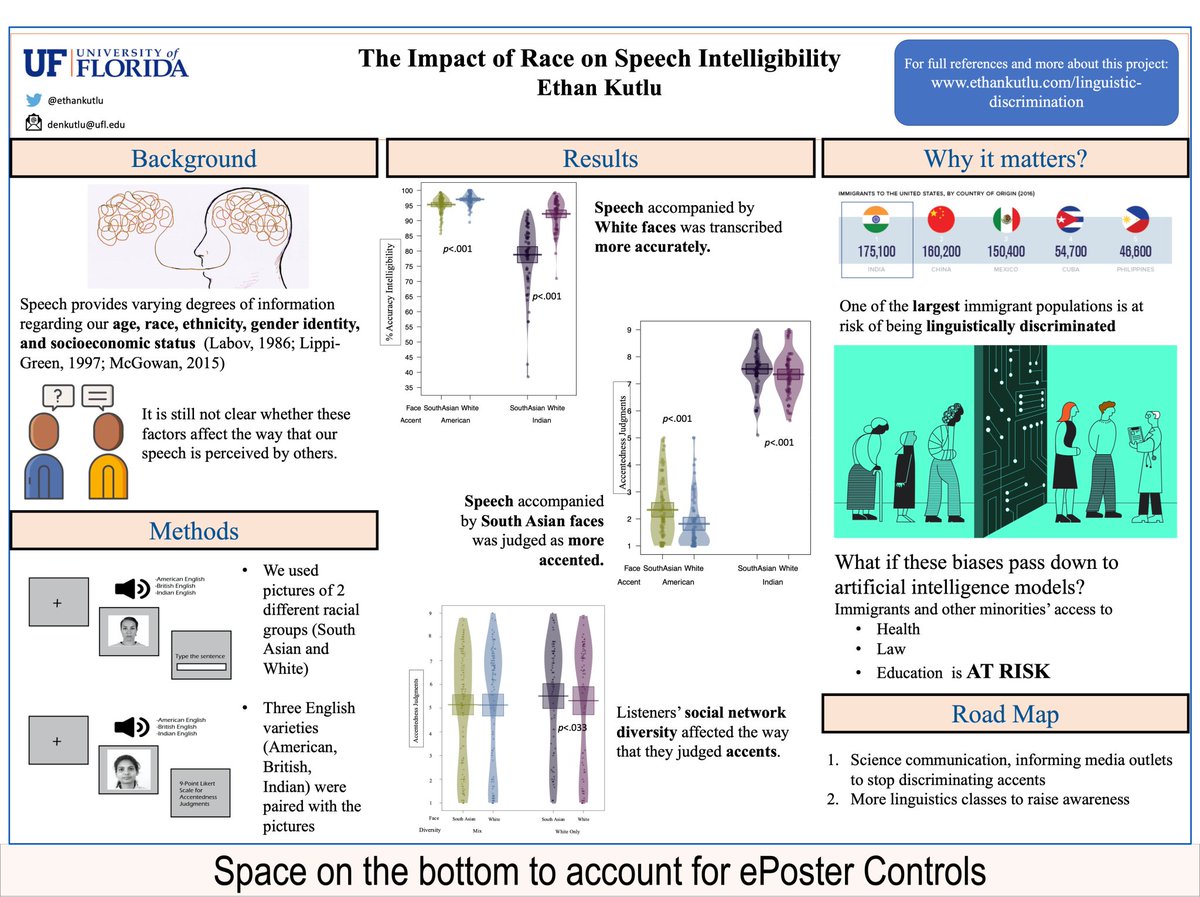 UF UNIVERSITY of
FLORIDA
@ethankutlu
denkutlu@ufl.edu
The Impact of Race on Speech Intelligibility
Ethan Kutlu
For full references and more about this project:
www.ethankutlu.com/linguistic-
discrimination
Background
Speech provides varying degrees of information
regarding our age, race, ethnicity, gender identity,
and socioeconomic status (Labov, 1986; Lippi-
Green, 1997; McGowan, 2015)
?
It is still not clear whether these
factors affect the way that our
speech is perceived by others.
Methods
+
-American English
-British English
-Indian English
Type the sentence
• We used
pictures of 2
different racial
groups (South
Asian and
White)
+
-American English
-British English
-Indian English
9-Point Likert
Scale for
Accentedness
Judgments
• Three English
varieties
(American,
British,
Indian) were
paired with the
pictures
Results
% Accuracy Intelligibility
100
95
90
85
80
75
70
65
60
55
50
45
40
35
p<.001
p<.001
Face SouthAsian White SouthAsian White
Accent American Indian
Speech accompanied by
White faces was transcribed
more accurately.
Accentedness Judgments
9
8
7
6
5
4
3
2
1
p<.001
p<.001
Face SouthAsian White SouthAsian White
Accent American Indian
Speech accompanied
by South Asian faces
was judged as more
accented.
Accentedness Judgments
9
8
7
6
5
4
3
2
1
p<.033
Face South Asian White South Asian White
Diversity Mix White Only
Listeners' social network
diversity affected the way
that they judged accents.
Why it matters?
IMMIGRANTS TO THE UNITED STATES, BY COUNTRY OF ORIGIN (2016)
175,100 160,200 150,400 54,700 46,600
INDIA CHINA MEXICO CUBA PHILIPPINES
One of the largest immigrant populations is at
risk of being linguistically discriminated
What if these biases pass down to
artificial intelligence models?
Immigrants and other minorities' access to
• Health
• Law
• Education is AT RISK
Road Map
1. Science communication, informing media outlets
to stop discriminating accents
2. More linguistics classes to raise awareness
Space on the bottom to account for ePoster Controls